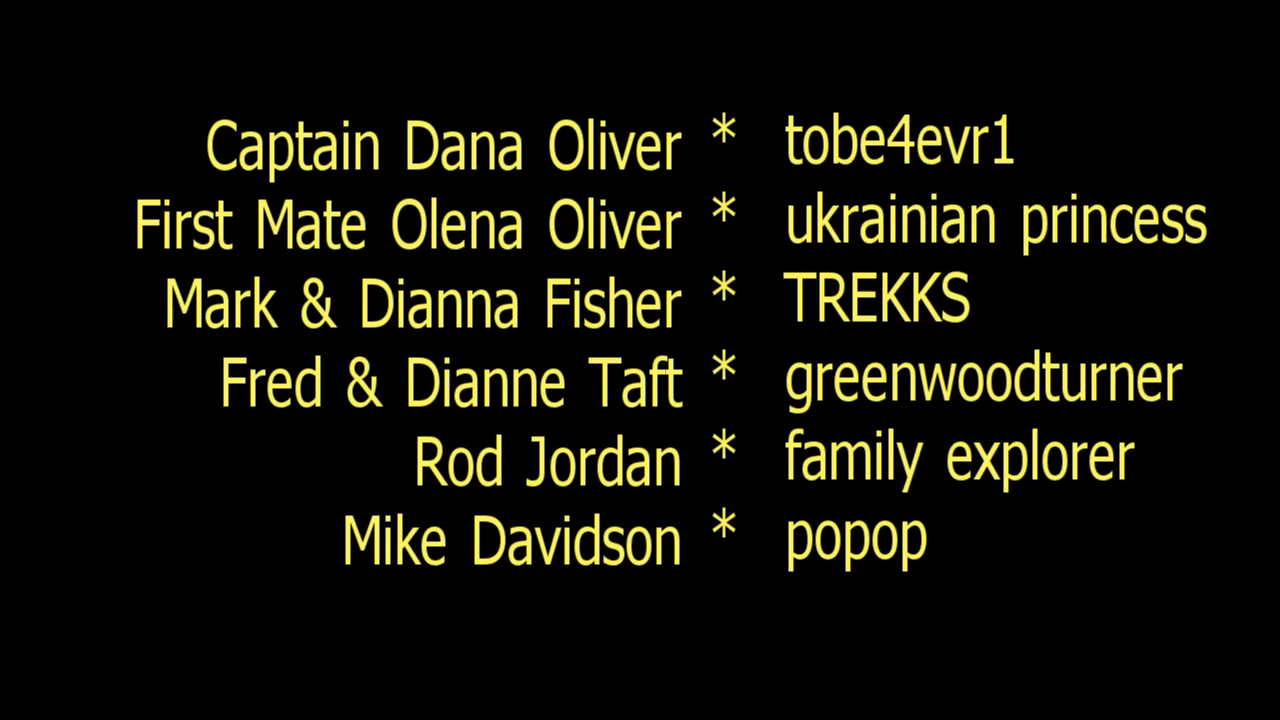 Captain Dana Oliver * tobe4evr1
First Mate Olena Oliver * ukrainian princess
Mark & Dianna Fisher * TREKKS
Fred & Dianne Taft * greenwoodturner
Rod Jordan * family explorer
Mike Davidson * popop